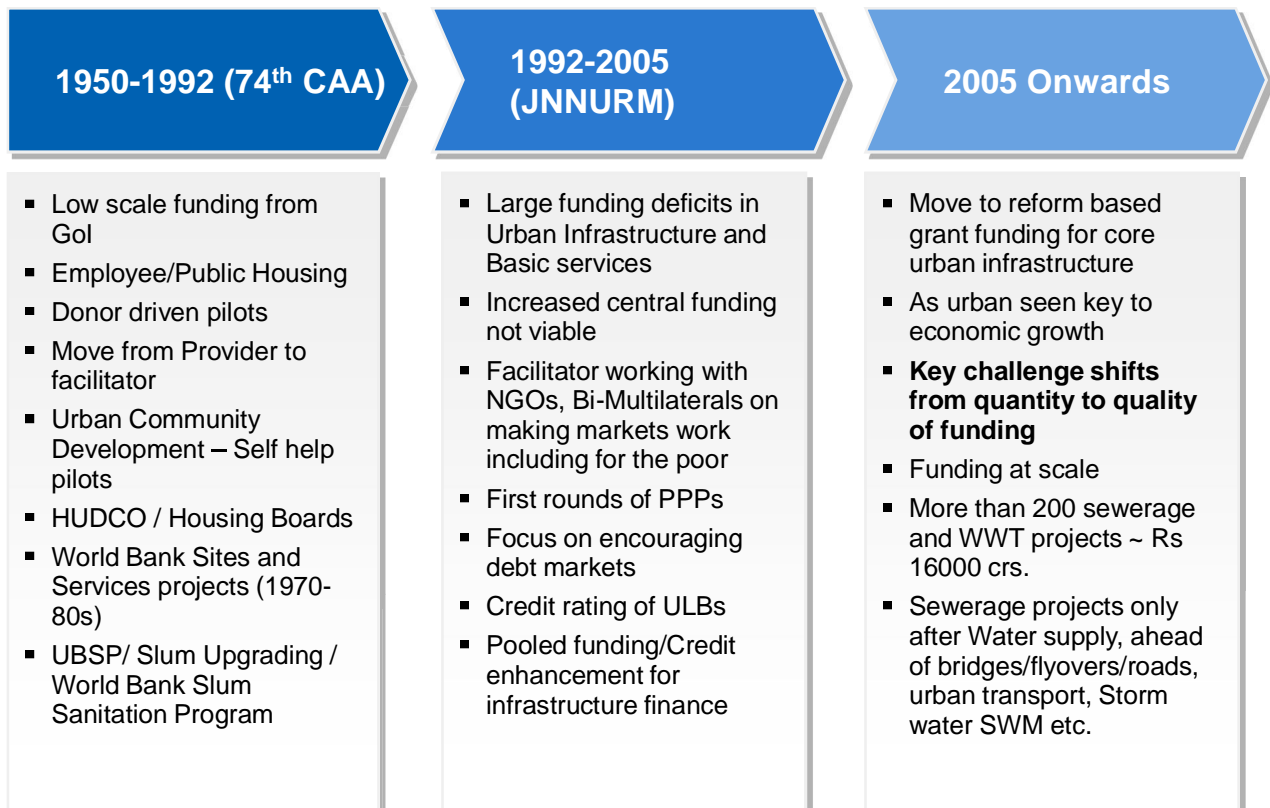 1950-1992 (74th CAA)
▪ Low scale funding from
GoI
▪ Employee/Public Housing
▪ Donor driven pilots
▪ Move from Provider to
facilitator
▪ Urban Community
Development – Self help
pilots
▪ HUDCO / Housing Boards
▪ World Bank Sites and
Services projects (1970-
80s)
▪ UBSP/ Slum Upgrading /
World Bank Slum
Sanitation Program
1992-2005
(JNNURM)
▪ Large funding deficits in
Urban Infrastructure and
Basic services
▪ Increased central funding
not viable
▪ Facilitator working with
NGOs, Bi-Multilaterals on
making markets work
including for the poor
▪ First rounds of PPPs
▪ Focus on encouraging
debt markets
▪ Credit rating of ULBs
▪ Pooled funding/Credit
enhancement for
infrastructure finance
2005 Onwards
▪ Move to reform based
grant funding for core
urban infrastructure
▪ As urban seen key to
economic growth
▪ Key challenge shifts
from quantity to quality
of funding
▪ Funding at scale
▪ More than 200 sewerage
and WWT projects ~ Rs
16000 crs.
▪ Sewerage projects only
after Water supply, ahead
of bridges/flyovers/roads,
urban transport, Storm
water SWM etc.